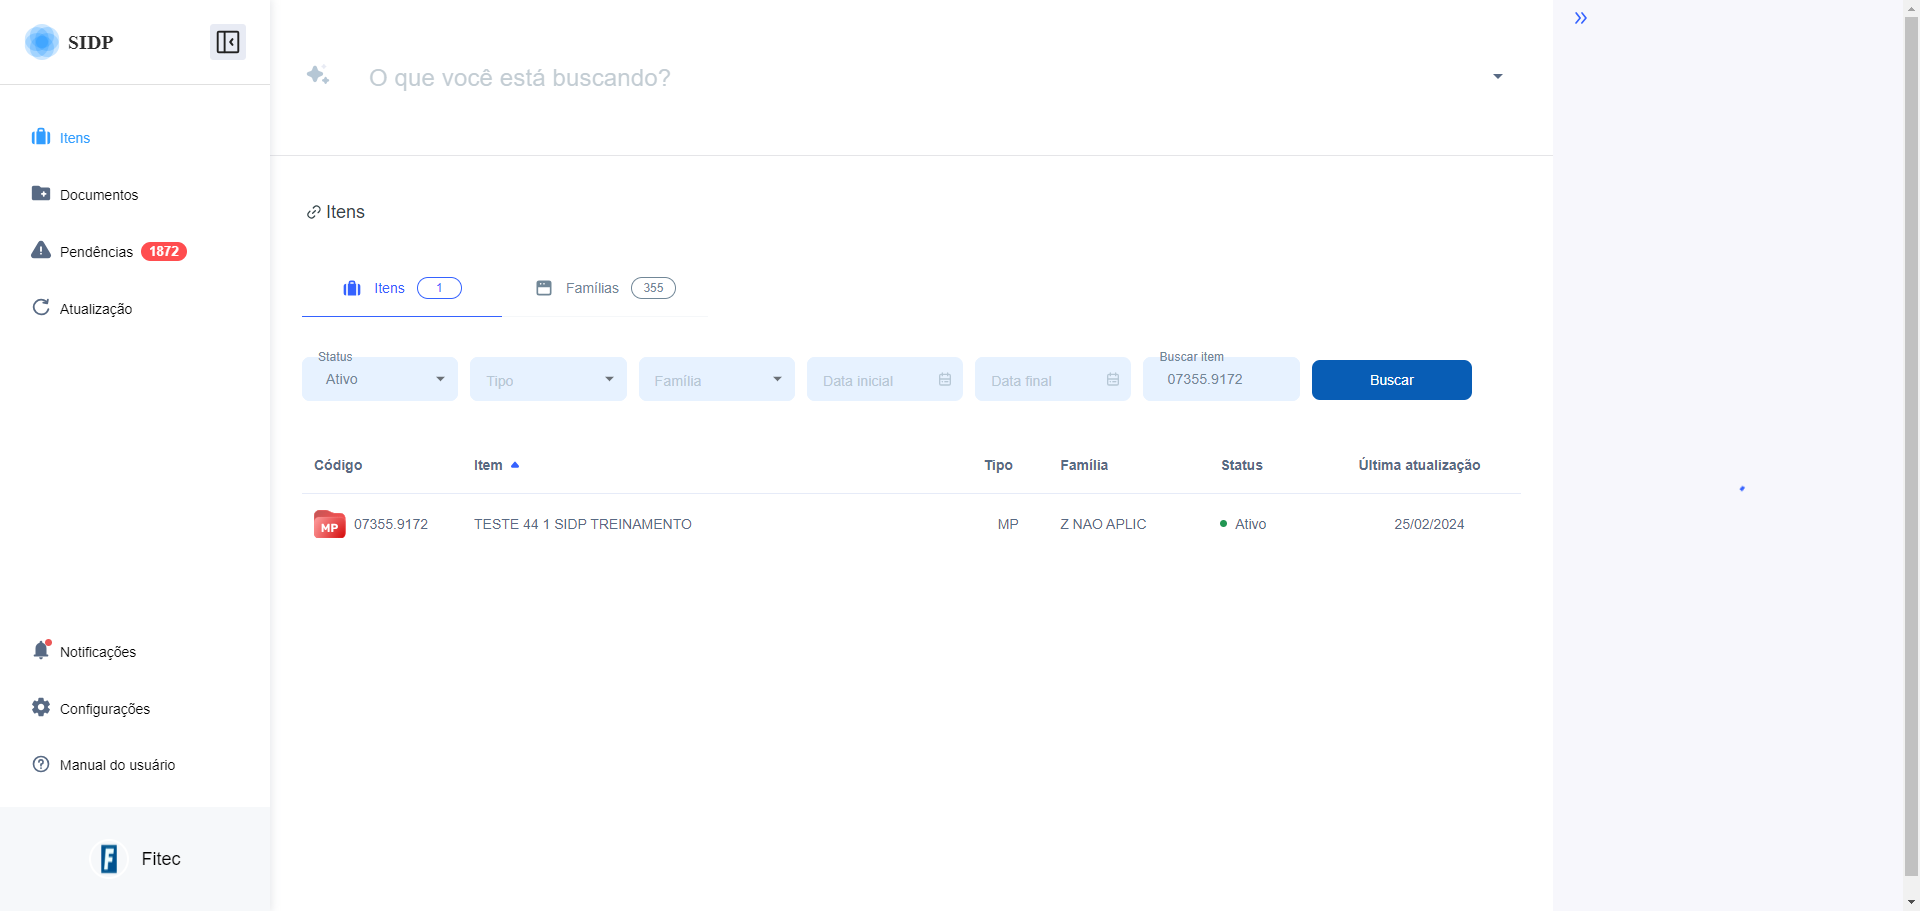 SIDP
Itens
Documentos
Pendências 1872
Atualização
Notificações
Configurações
Manual do usuário
Fitec
O que você está buscando?
Itens
Itens 1
Famílias 355
Status
Ativo
Tipo
Família
Data inicial
Data final
Buscar item
07355.9172
Buscar
Código Item Tipo Família Status Última atualização
MP 07355.9172 TESTE 44 1 SIDP TREINAMENTO MP Z NAO APLIC Ativo 25/02/2024